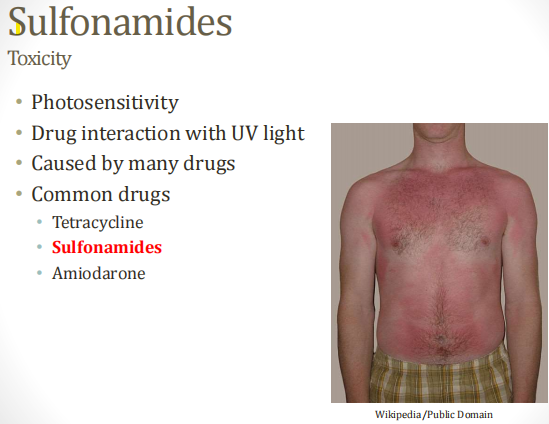 Sulfonamides
Toxicity
• Photosensitivity
• Drug interaction with UV light
• Caused by many drugs
• Common drugs
• Tetracycline
• Sulfonamides
• Amiodarone
Wikipedia/Public Domain